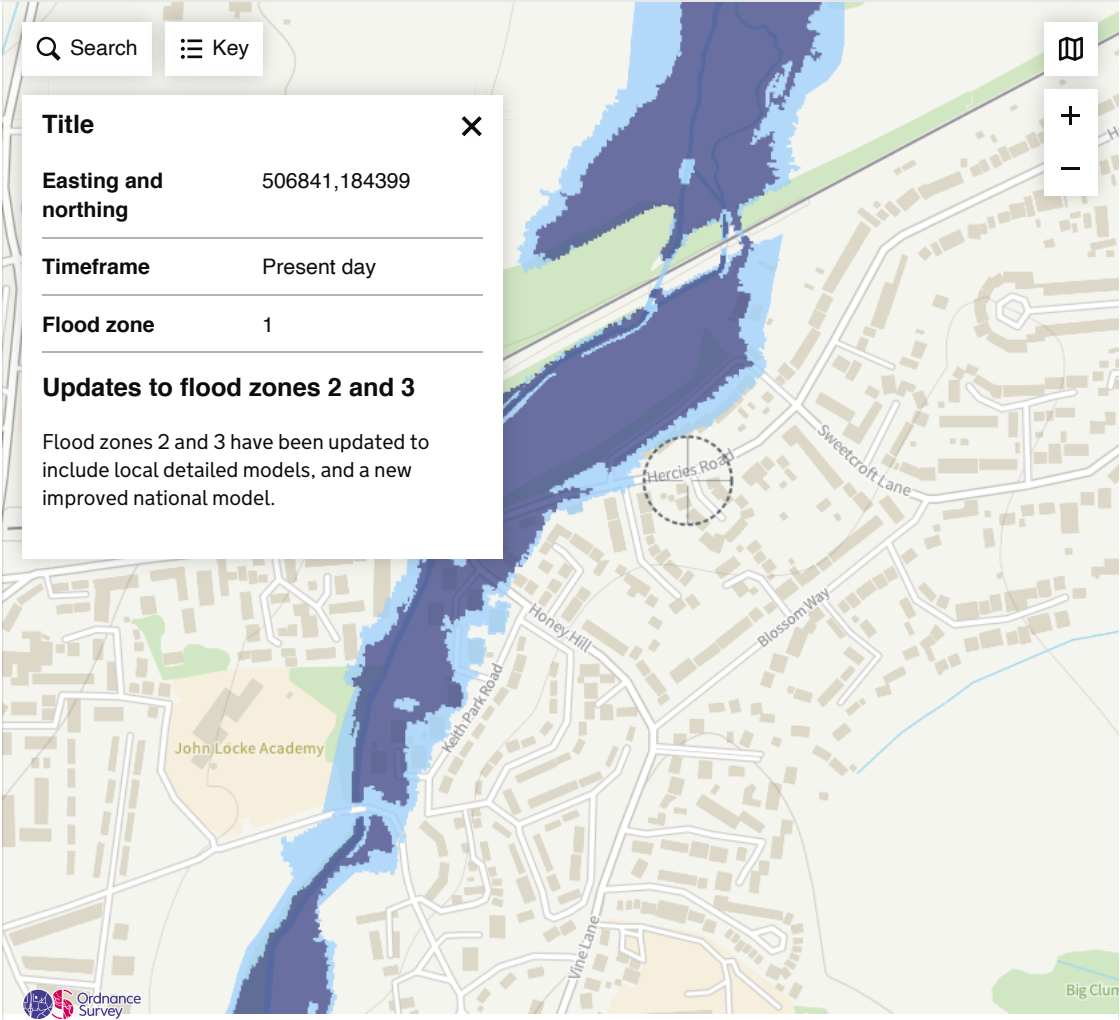 Search
Key
Title
Easting and
northing
506841,184399
Timeframe
Present day
Flood zone
1
Updates to flood zones 2 and 3
Flood zones 2 and 3 have been updated to
include local detailed models, and a new
improved national model.
Hercies Road
Sweetcroft Lane
Honey Hill
Blossom Way
Keith Park Road
John Locke Academy
Vine Lane
Big Clum
Ordnance
Survey